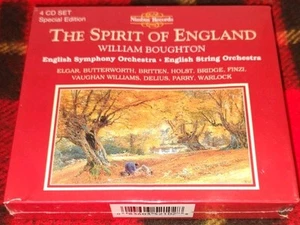 4 CD SET
Special Edition
Nimbus Records
THE SPIRIT OF ENGLAND
WILLIAM BOUGHTON
English Symphony Orchestra • English String Orchestra
ELGAR, BUTTERWORTH, BRITTEN, HOLST, BRIDGE, FINZI,
VAUGHAN WILLIAMS, DELIUS, PARRY, WARLOCK